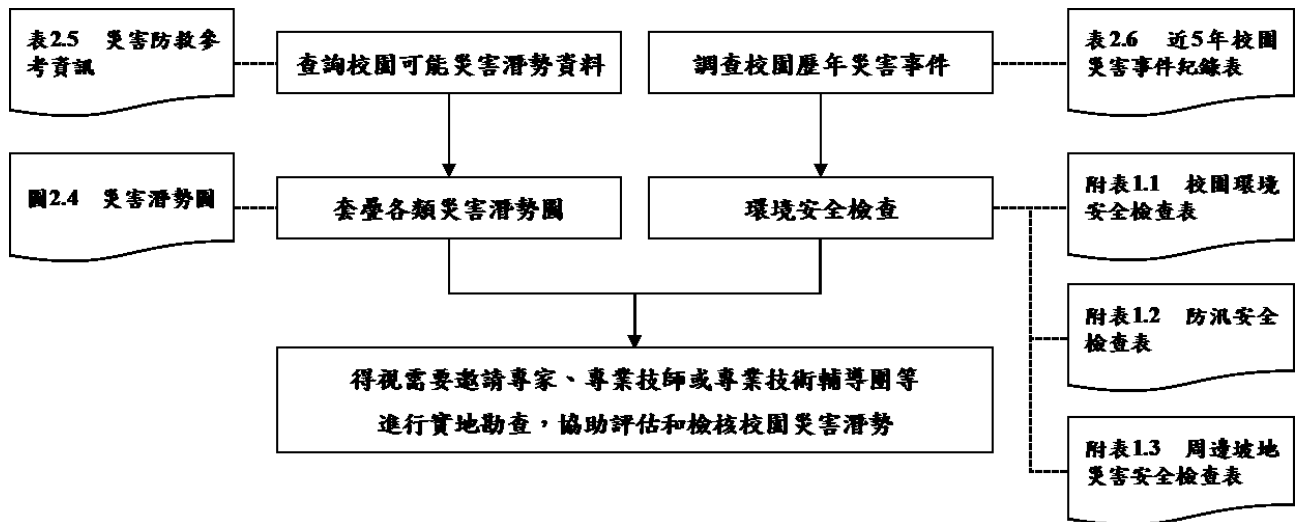 表2.5　災害防救參
考資訊
查詢校園可能災害潛勢資料
調查校園歷年災害事件
表2.6　近5年校園
災害事件紀錄表
圖2.4　災害潛勢圖
套疊各類災害潛勢圖
環境安全檢查
附表1.1　校園環境
安全檢查表
附表1.2　防汛安全
檢查表
得視需要邀請專家、專業技師或專業技術輔導團等
進行實地勘查，協助評估和檢核校園災害潛勢
附表1.3　周邊坡地
災害安全檢查表